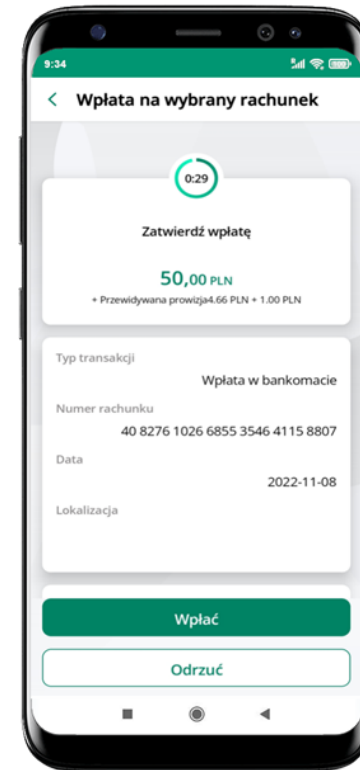 9:34
Wpłata na wybrany rachunek
0:29
Zatwierdź wpłatę
50,00 PLN
+ Przewidywana prowizja4.66 PLN + 1.00 PLN
Typ transakcji
Wpłata w bankomacie
Numer rachunku
40 8276 1026 6855 3546 4115 8807
Data
2022-11-08
Lokalizacja
Wpłać
Odrzuć